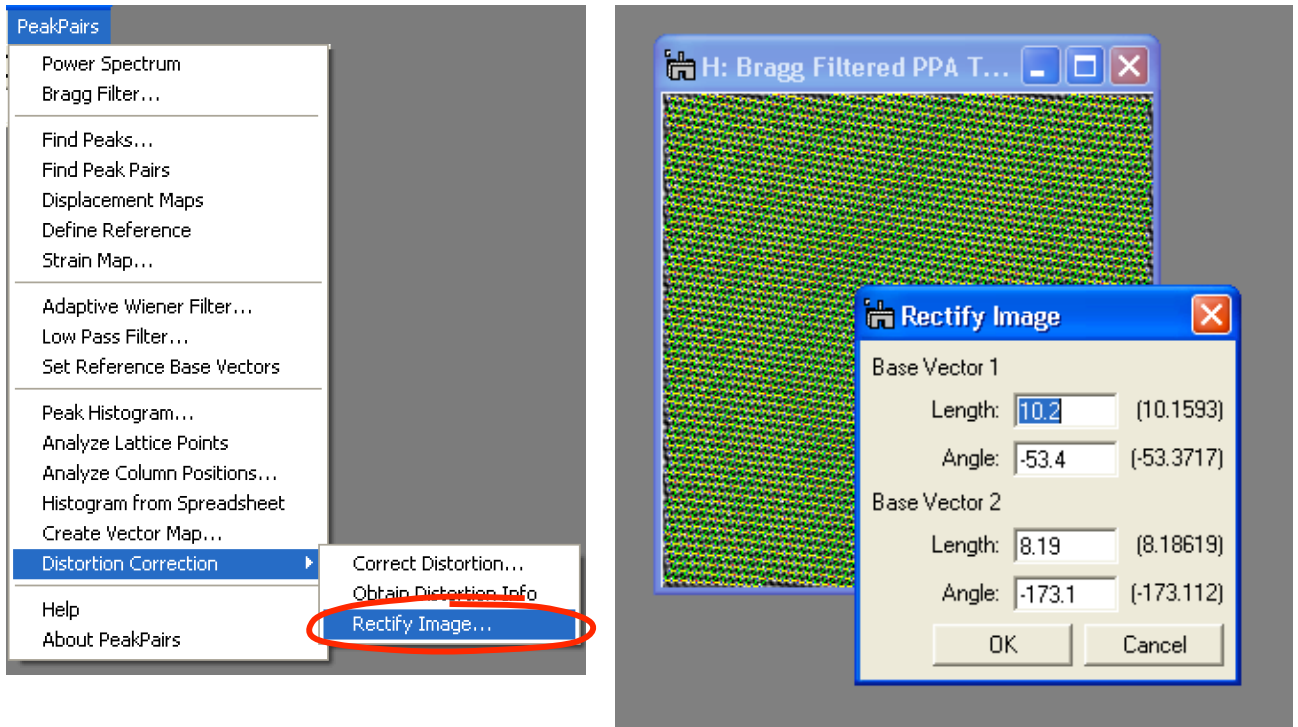 PeakPairs
Power Spectrum
Bragg Filter...
Find Peaks...
Find Peak Pairs
Displacement Maps
Define Reference
Strain Map...
Adaptive Wiener Filter...
Low Pass Filter...
Set Reference Base Vectors
Peak Histogram...
Analyze Lattice Points
Analyze Column Positions...
Histogram from Spreadsheet
Create Vector Map...
Distortion Correction
Correct Distortion...
Obtain Distortion Info
Rectify Image...
Help
About PeakPairs
H: Bragg Filtered PPA T...
Rectify Image
Base Vector 1
Length: 10.2 (10.1593)
Angle: -53.4 (-53.3717)
Base Vector 2
Length: 8.19 (8.18619)
Angle: -173.1 (-173.112)
OK Cancel